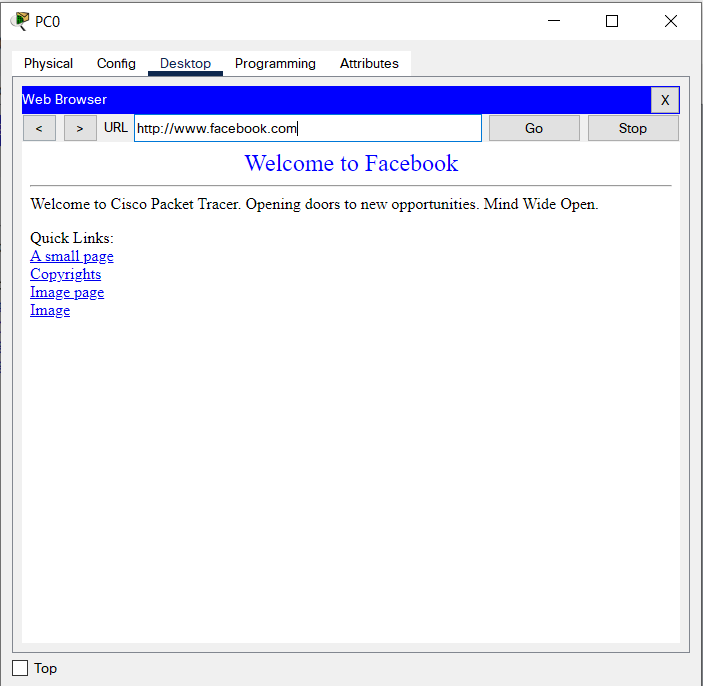 PC0
Physical Config Desktop Programming Attributes
Web Browser X
< > URL http://www.facebook.com Go Stop
Welcome to Facebook
Welcome to Cisco Packet Tracer. Opening doors to new opportunities. Mind Wide Open.
Quick Links:
A small page
Copyrights
Image page
Image
Top